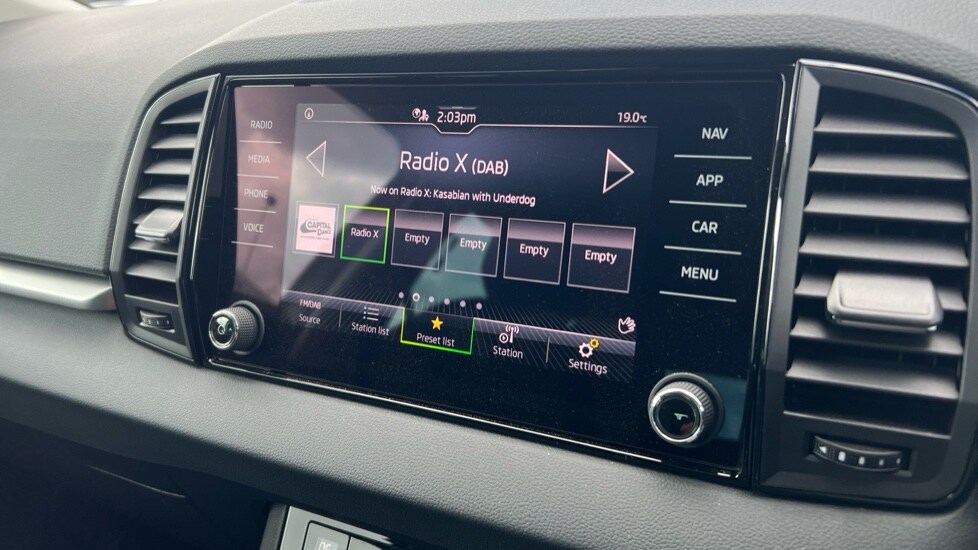 RADIO
MEDIA
PHONE
VOICE
2:03pm
19.0°C
Radio X (DAB)
Now on Radio X: Kasabian with Underdog
CAPITAL
DANCE
Radio X
Empty
Empty
Empty
Empty
FM/DAB
Source
Station list
Preset list
Station
Settings
NAV
APP
CAR
MENU